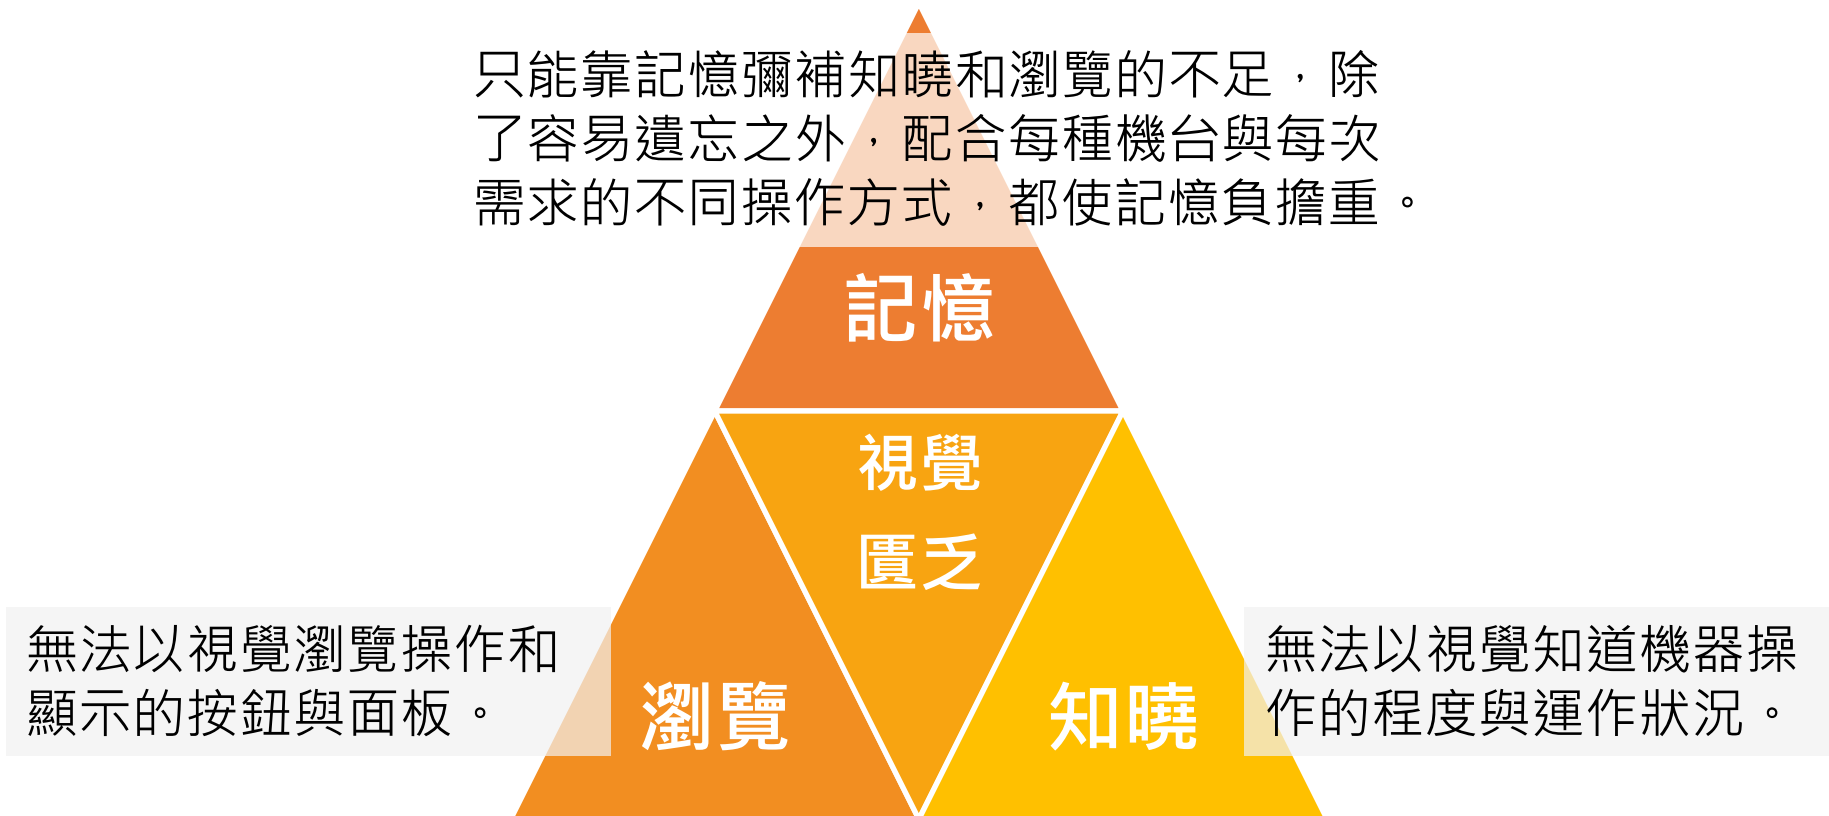 只能靠記憶彌補知曉和瀏覽的不足，除
了容易遺忘之外，配合每種機台與每次
需求的不同操作方式，都使記憶負擔重。
記憶
視覺
匱乏
無法以視覺瀏覽操作和
顯示的按鈕與面板。
瀏覽
知曉
無法以視覺知道機器操
作的程度與運作狀況。